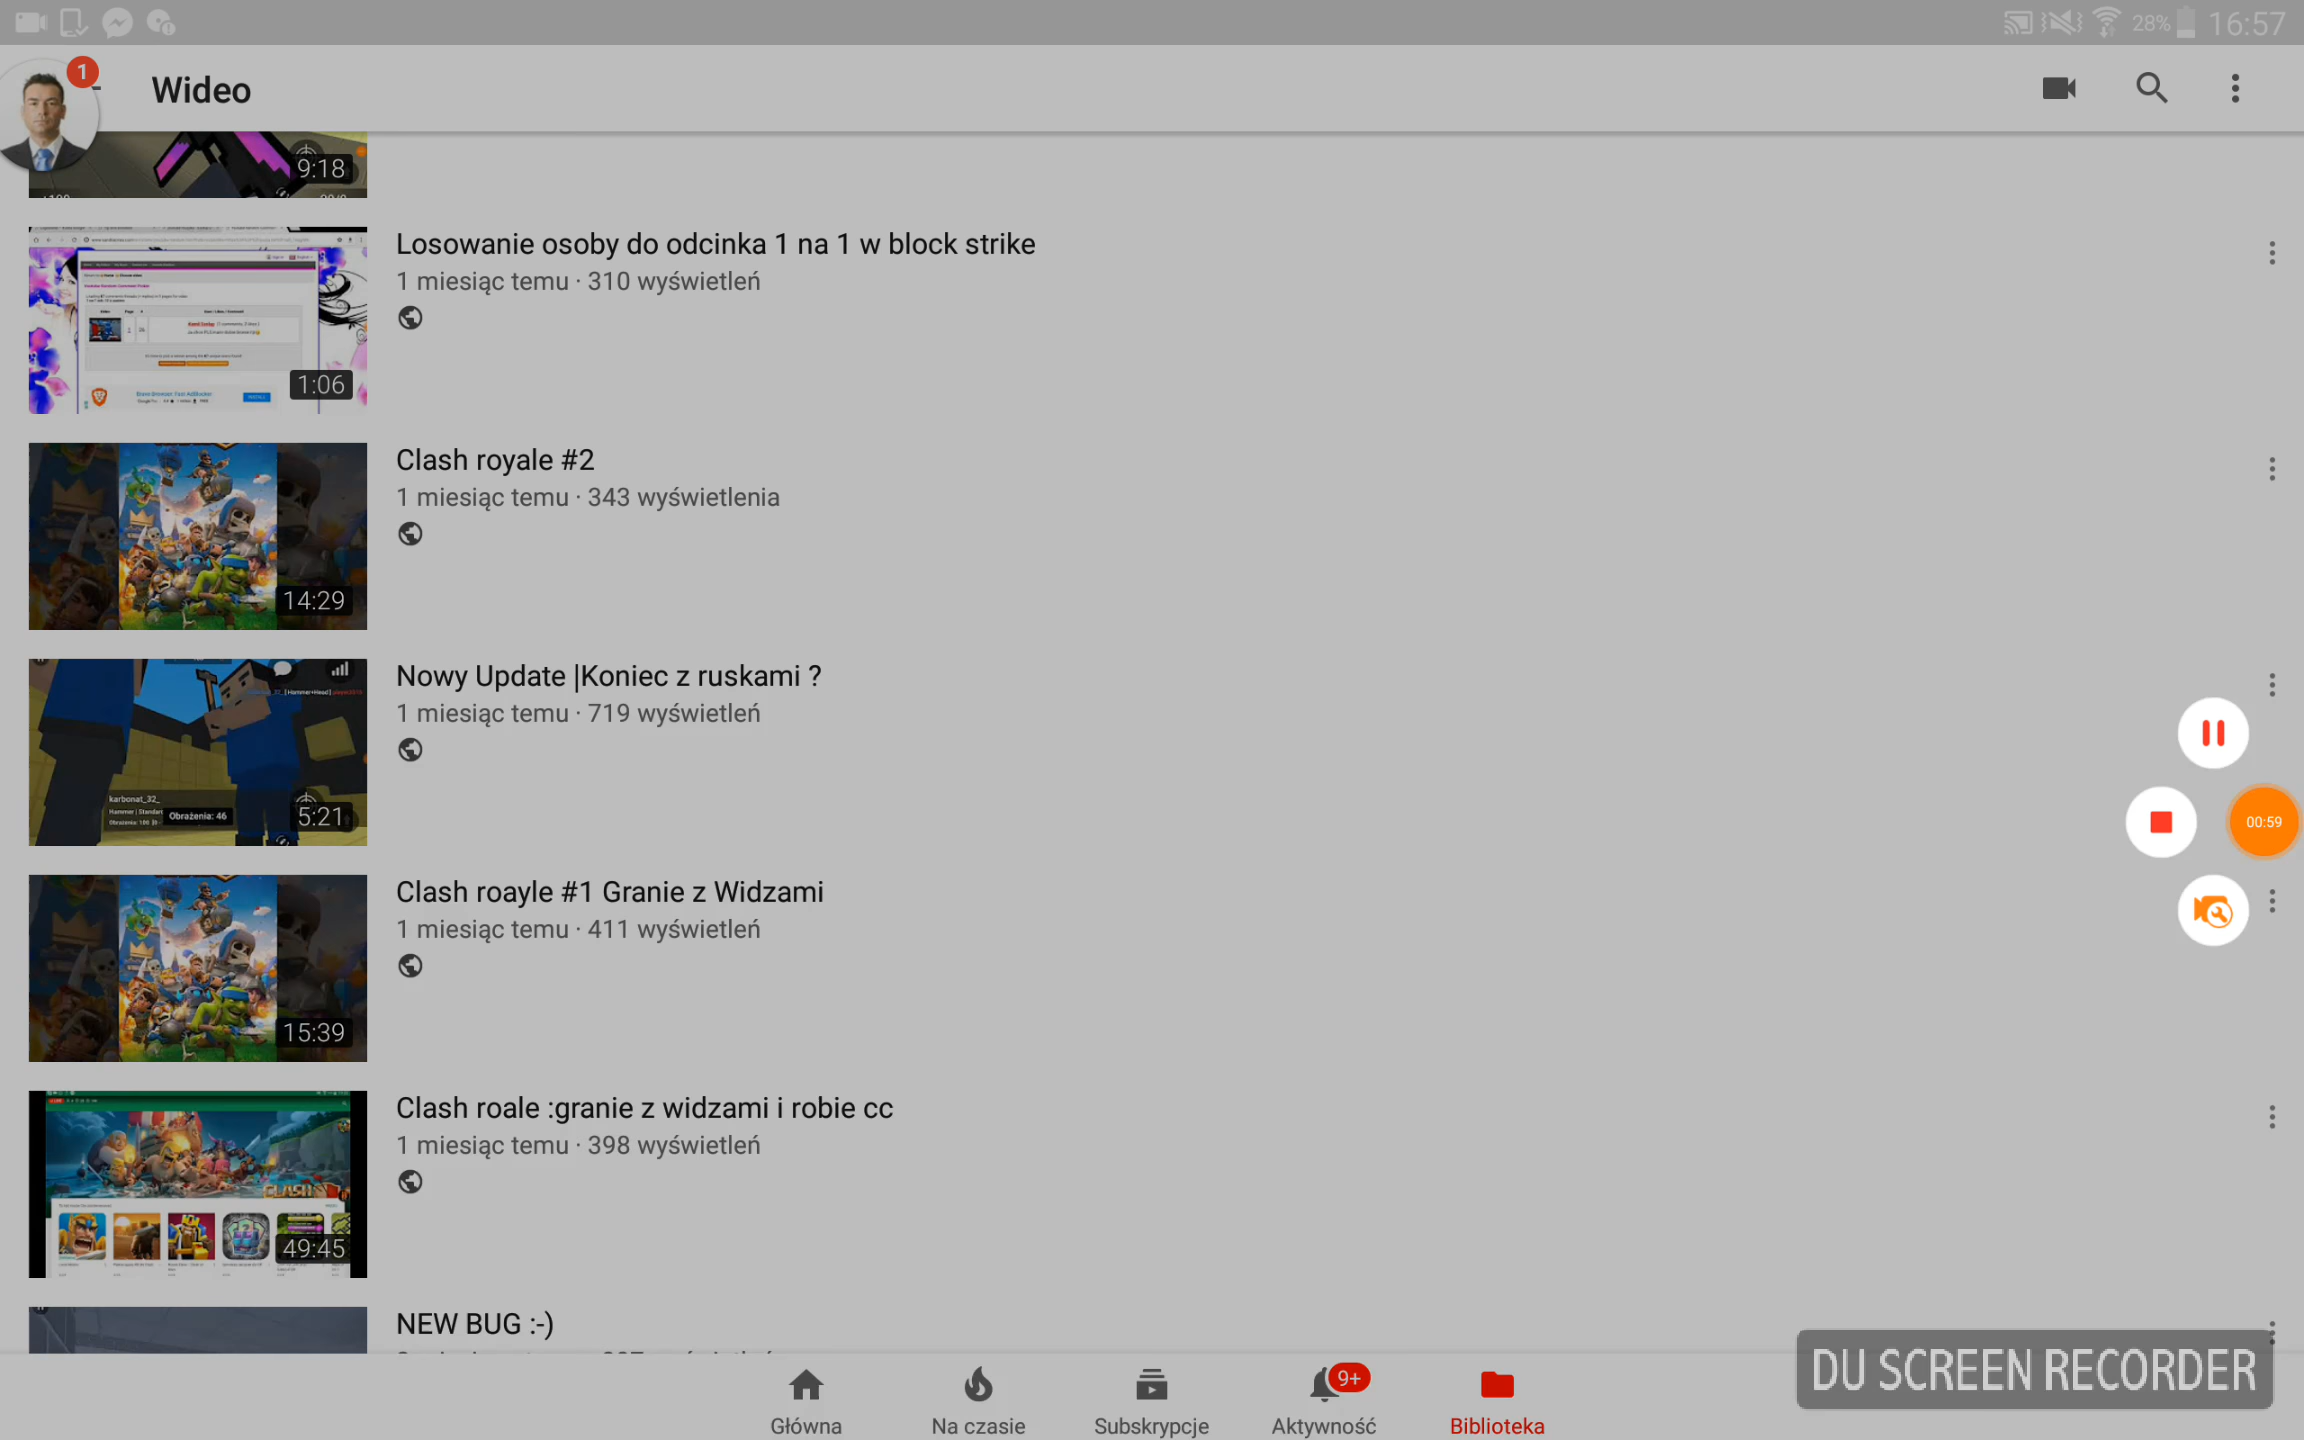 28% 16:57
1
Wideo
9:18
Losowanie osoby do odcinka 1 na 1 w block strike
1 miesiąc temu · 310 wyświetleń
1:06
Clash royale #2
1 miesiąc temu · 343 wyświetlenia
14:29
Nowy Update |Koniec z ruskami ?
1 miesiąc temu · 719 wyświetleń
karbonat_32_
Obrażenia: 46
5:21
00:59
Clash roayle #1 Granie z Widzami
1 miesiąc temu · 411 wyświetleń
15:39
Clash roale :granie z widzami i robie cc
1 miesiąc temu · 398 wyświetleń
CLASH
49:45
NEW BUG :-)
DU SCREEN RECORDER
9+
Główna Na czasie Subskrypcje Aktywność Biblioteka